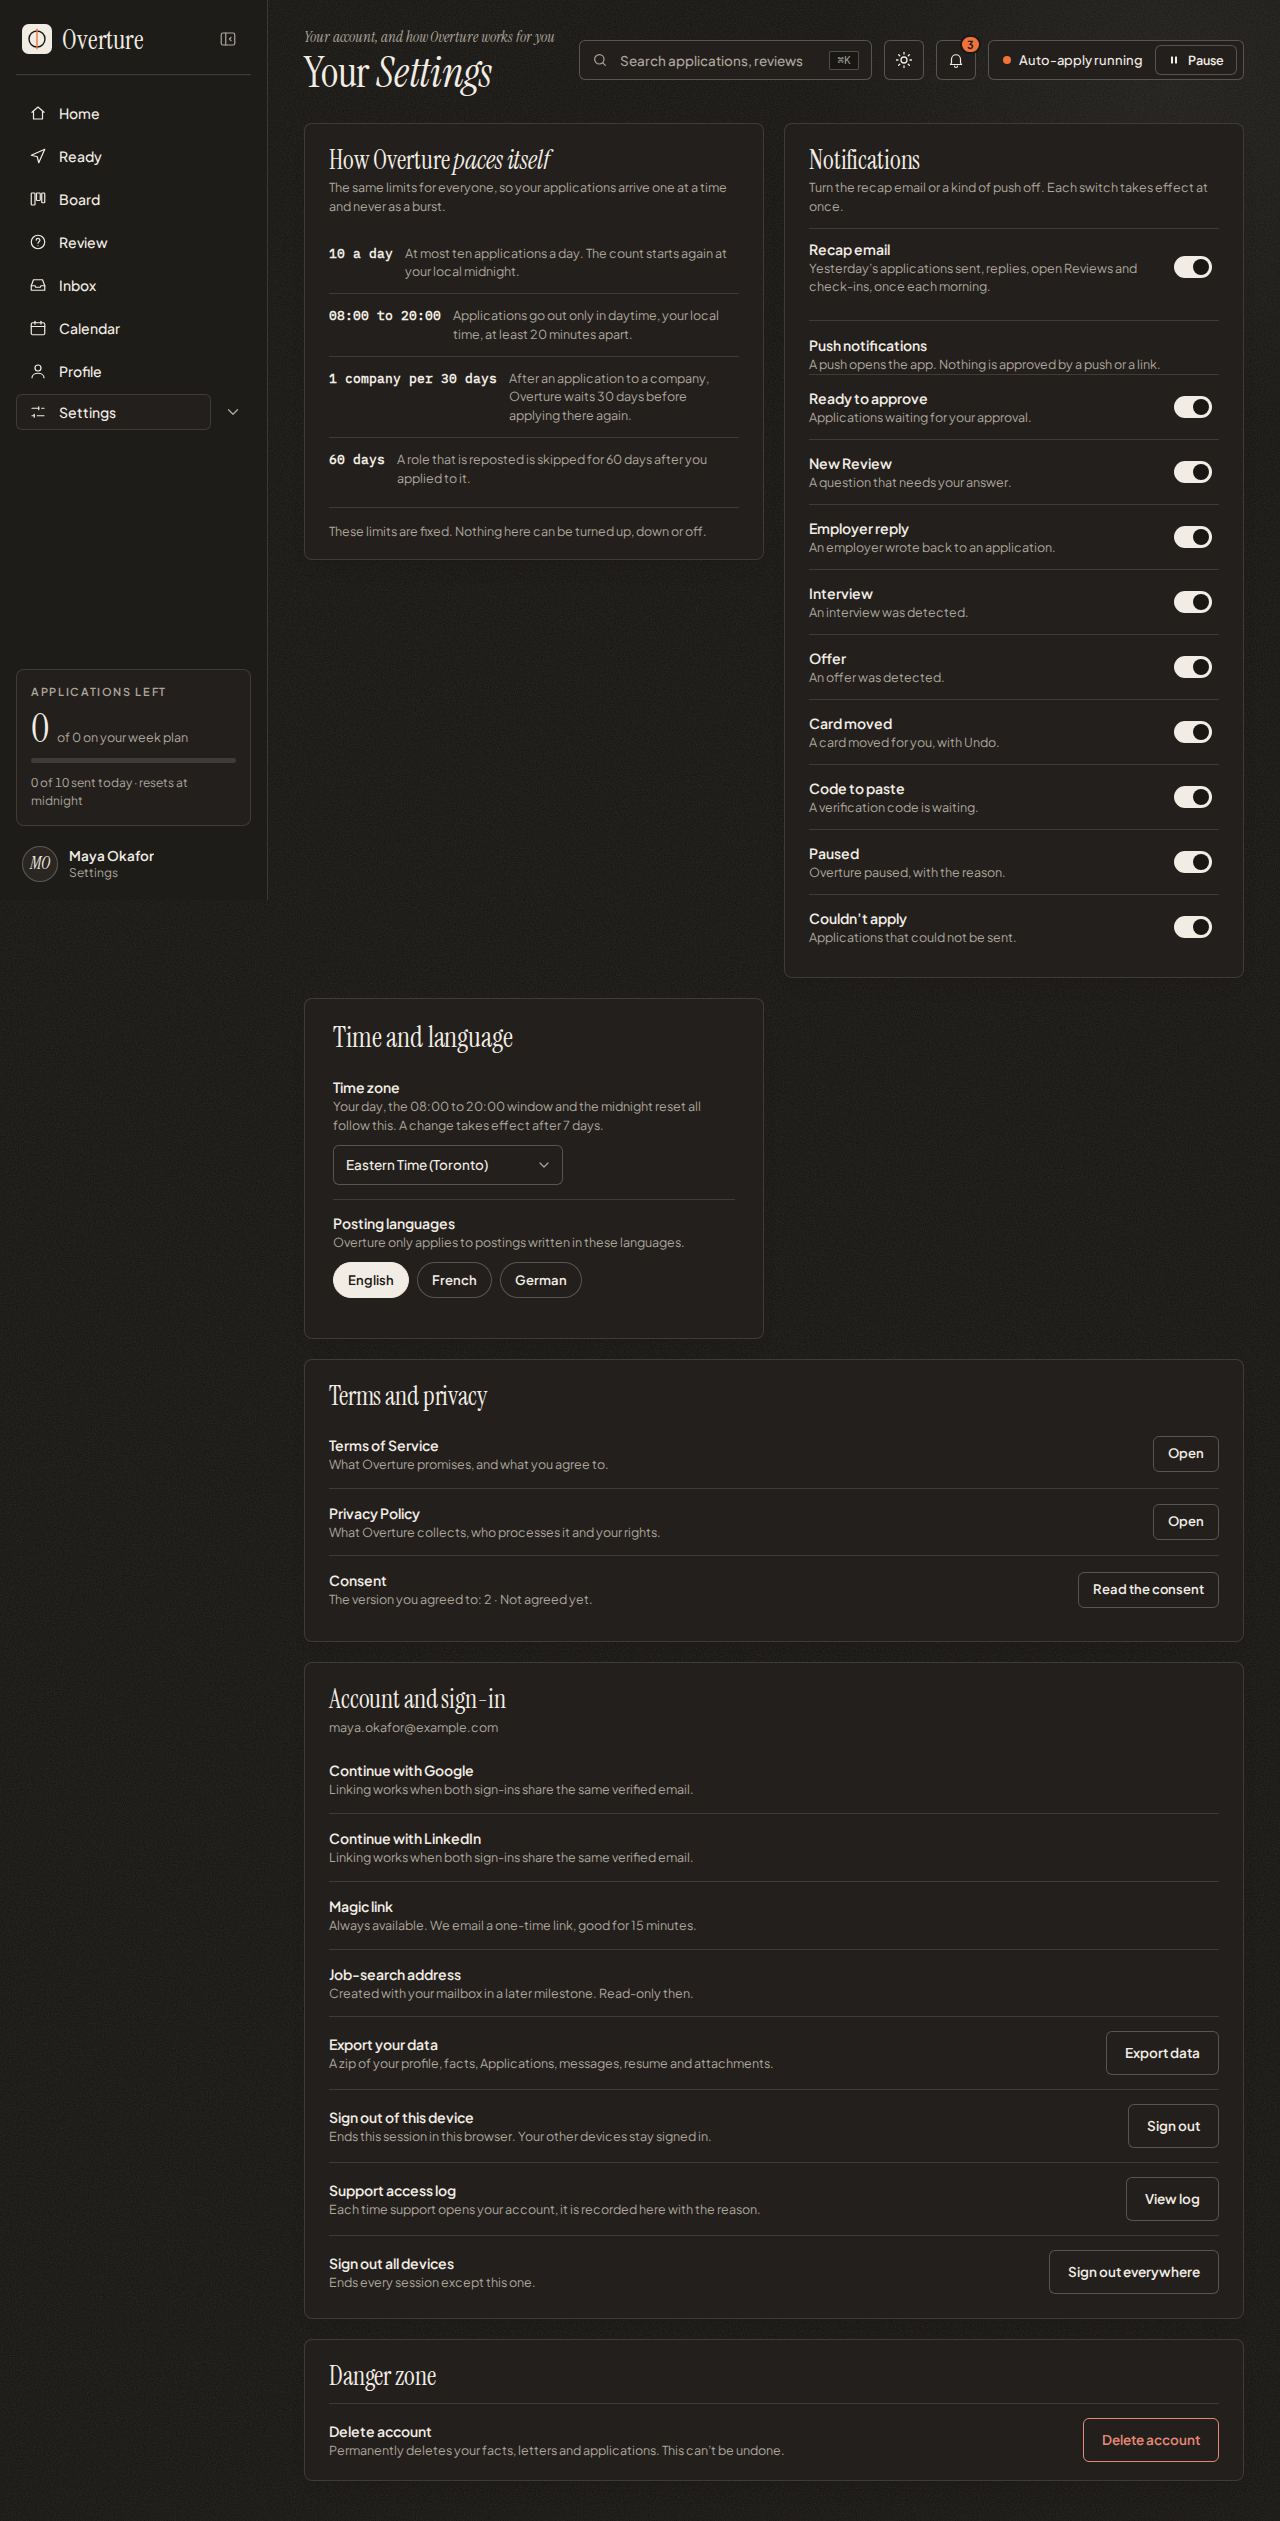 Overture
Home
Ready
Board
Review
Inbox
Calendar
Profile
Settings
APPLICATIONS LEFT
0 of 0 on your week plan
0 of 10 sent today · resets at
midnight
MO
Maya Okafor
Settings
Your account, and how Overture works for you
Your Settings
Search applications, reviews
⌘K
3
Auto-apply running
Pause
How Overture paces itself
The same limits for everyone, so your applications arrive one at a time
and never as a burst.
10 a day
At most ten applications a day. The count starts again at
your local midnight.
08:00 to 20:00
Applications go out only in daytime, your local
time, at least 20 minutes apart.
1 company per 30 days
After an application to a company,
Overture waits 30 days before
applying there again.
60 days
A role that is reposted is skipped for 60 days after you
applied to it.
These limits are fixed. Nothing here can be turned up, down or off.
Notifications
Turn the recap email or a kind of push off. Each switch takes effect at
once.
Recap email
Yesterday's applications sent, replies, open Reviews and
check-ins, once each morning.
Push notifications
A push opens the app. Nothing is approved by a push or a link.
Ready to approve
Applications waiting for your approval.
New Review
A question that needs your answer.
Employer reply
An employer wrote back to an application.
Interview
An interview was detected.
Offer
An offer was detected.
Card moved
A card moved for you, with Undo.
Code to paste
A verification code is waiting.
Paused
Overture paused, with the reason.
Couldn't apply
Applications that could not be sent.
Time and language
Time zone
Your day, the 08:00 to 20:00 window and the midnight reset all
follow this. A change takes effect after 7 days.
Eastern Time (Toronto)
Posting languages
Overture only applies to postings written in these languages.
English
French
German
Terms and privacy
Terms of Service
What Overture promises, and what you agree to.
Open
Privacy Policy
What Overture collects, who processes it and your rights.
Open
Consent
The version you agreed to: 2 · Not agreed yet.
Read the consent
Account and sign-in
maya.okafor@example.com
Continue with Google
Linking works when both sign-ins share the same verified email.
Continue with LinkedIn
Linking works when both sign-ins share the same verified email.
Magic link
Always available. We email a one-time link, good for 15 minutes.
Job-search address
Created with your mailbox in a later milestone. Read-only then.
Export your data
A zip of your profile, facts, Applications, messages, resume and attachments.
Export data
Sign out of this device
Ends this session in this browser. Your other devices stay signed in.
Sign out
Support access log
Each time support opens your account, it is recorded here with the reason.
View log
Sign out all devices
Ends every session except this one.
Sign out everywhere
Danger zone
Delete account
Permanently deletes your facts, letters and applications. This can't be undone.
Delete account